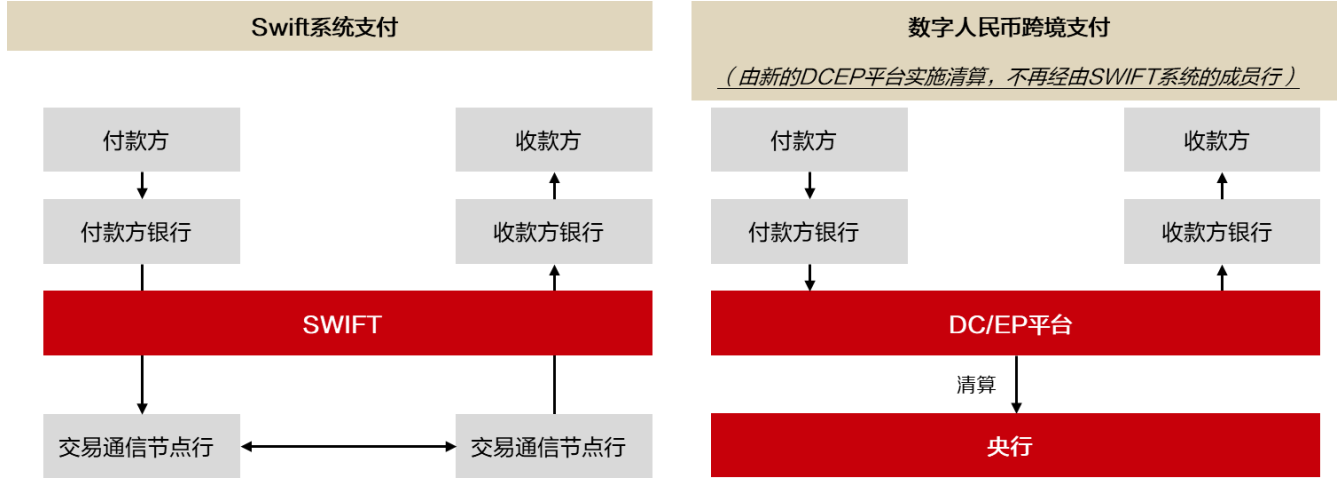 Swift系统支付
付款方
收款方
付款方银行
收款方银行
SWIFT
交易通信节点行
交易通信节点行
数字人民币跨境支付
（由新的DCEP平台实施清算，不再经由SWIFT系统的成员行）
付款方
收款方
付款方银行
收款方银行
DC/EP平台
清算
央行